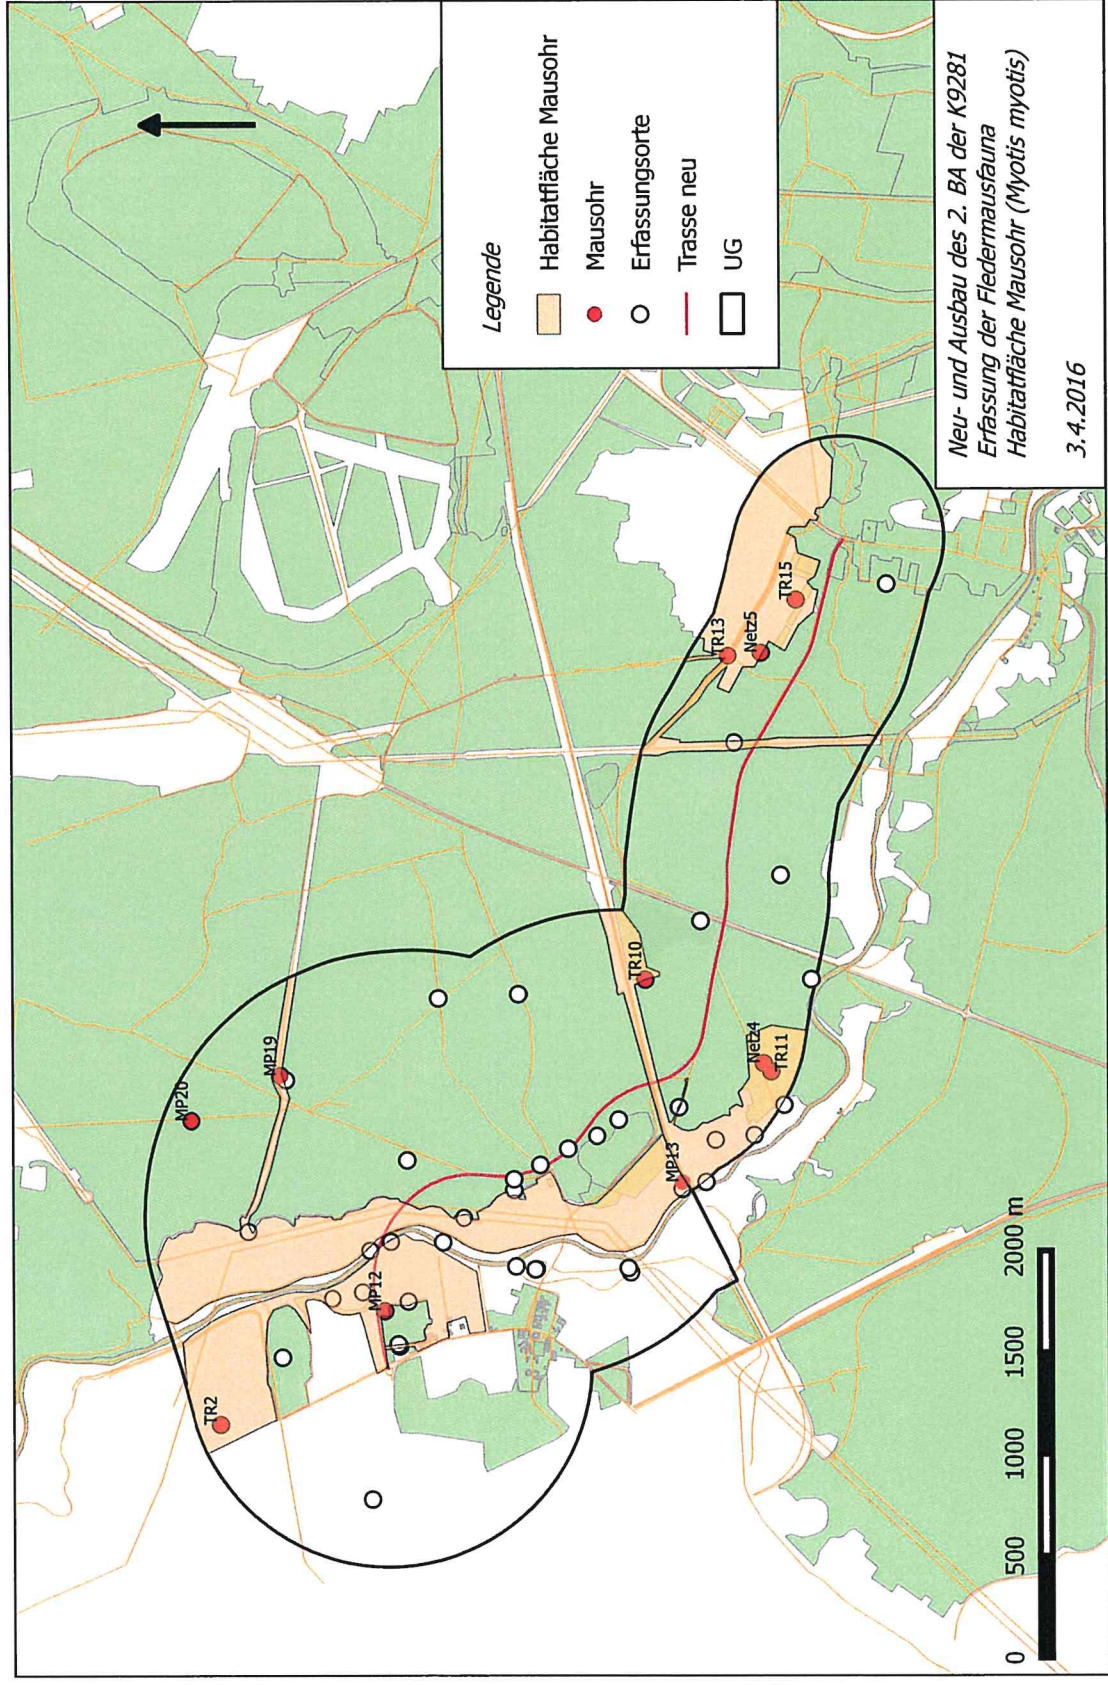 MP20
MP19
TR2
MP12
MP13
TR10
Netz4
TR11
TR13
Netz5
TR15
Legende
Habitatfläche Mausohr
Mausohr
Erfassungsorte
Trasse neu
UG
0 500 1000 1500 2000 m
Neu- und Ausbau des 2. BA der K9281
Erfassung der Fledermausfauna
Habitatfläche Mausohr (Myotis myotis)
3.4.2016